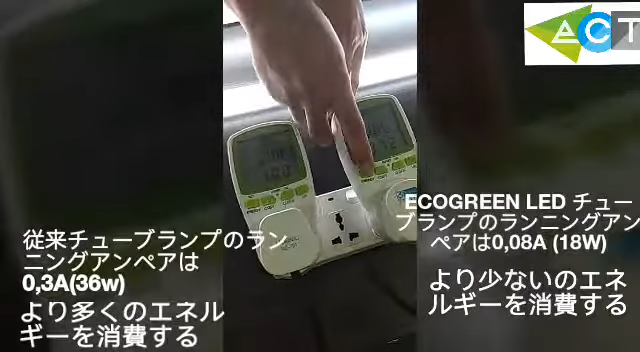 ACT
従来チューブランプのラン
ニングアンペアは
0,3A(36w)
より多くのエネル
ギーを消費する
ECOGREEN LED チュー
ブランプのランニングアン
ペアは0,08A (18W)
より少ないのエネ
ルギーを消費する